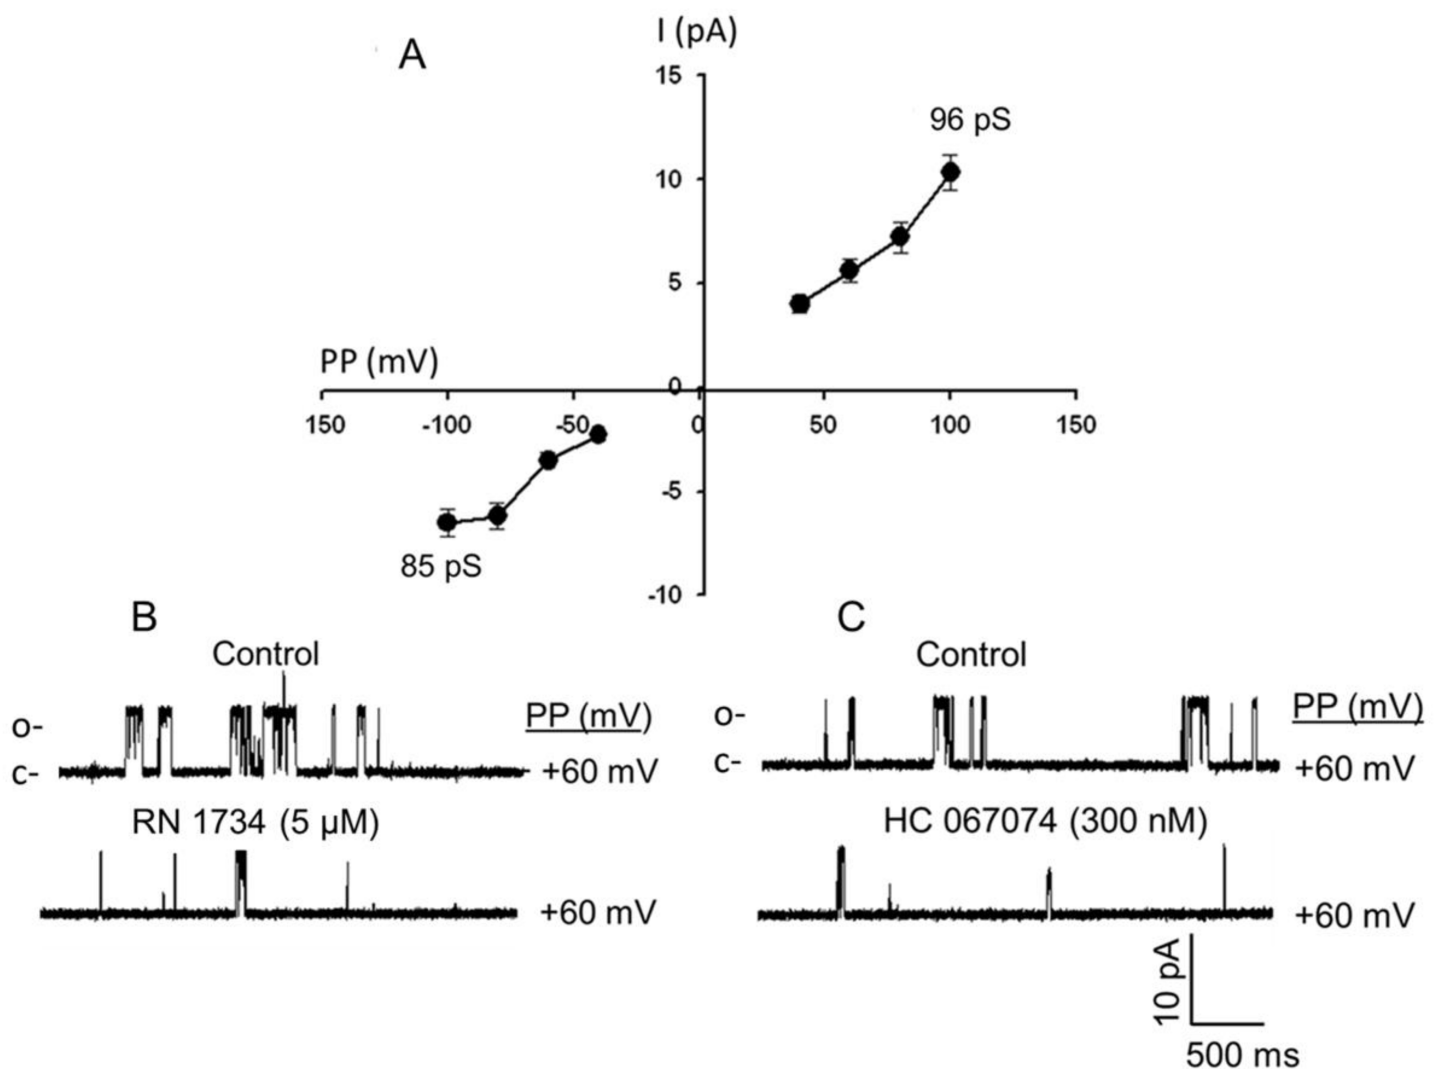 A
I (pA)
15
96 pS
10
5
PP (mV)
0
150 -100 -50 0 50 100 150
-5
85 pS
-10
B
C
Control
Control
o-
PP (mV)
o-
PP (mV)
c-
+60 mV
c-
+60 mV
RN 1734 (5 µM)
HC 067074 (300 nM)
+60 mV
+60 mV
10 pA
500 ms